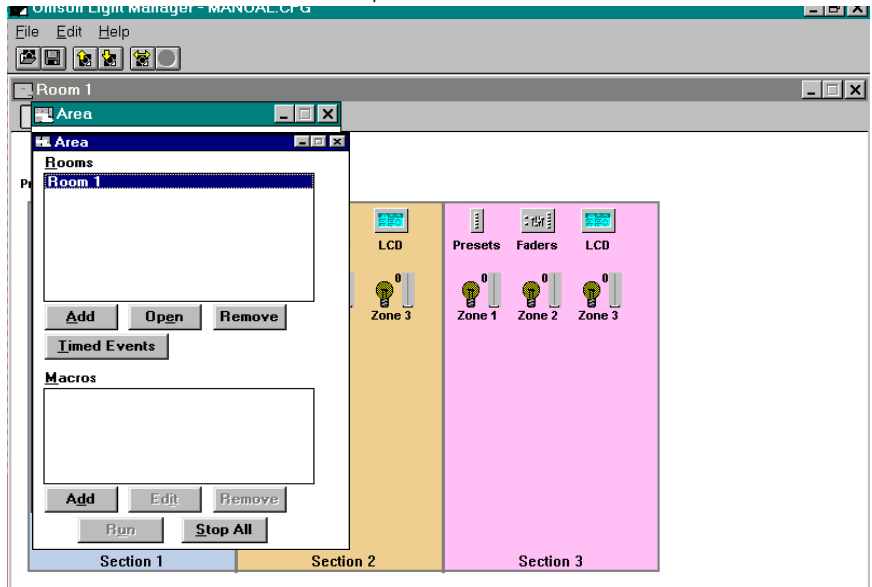 Unison Light Manager - MANUAL.CFG
File Edit Help
Room 1
Area
Area
Rooms
Room 1
LCD
Presets Faders LCD
0 0 0 0
Zone 3 Zone 1 Zone 2 Zone 3
Add Open Remove
Timed Events
Macros
Add Edit Remove
Run Stop All
Section 1 Section 2 Section 3